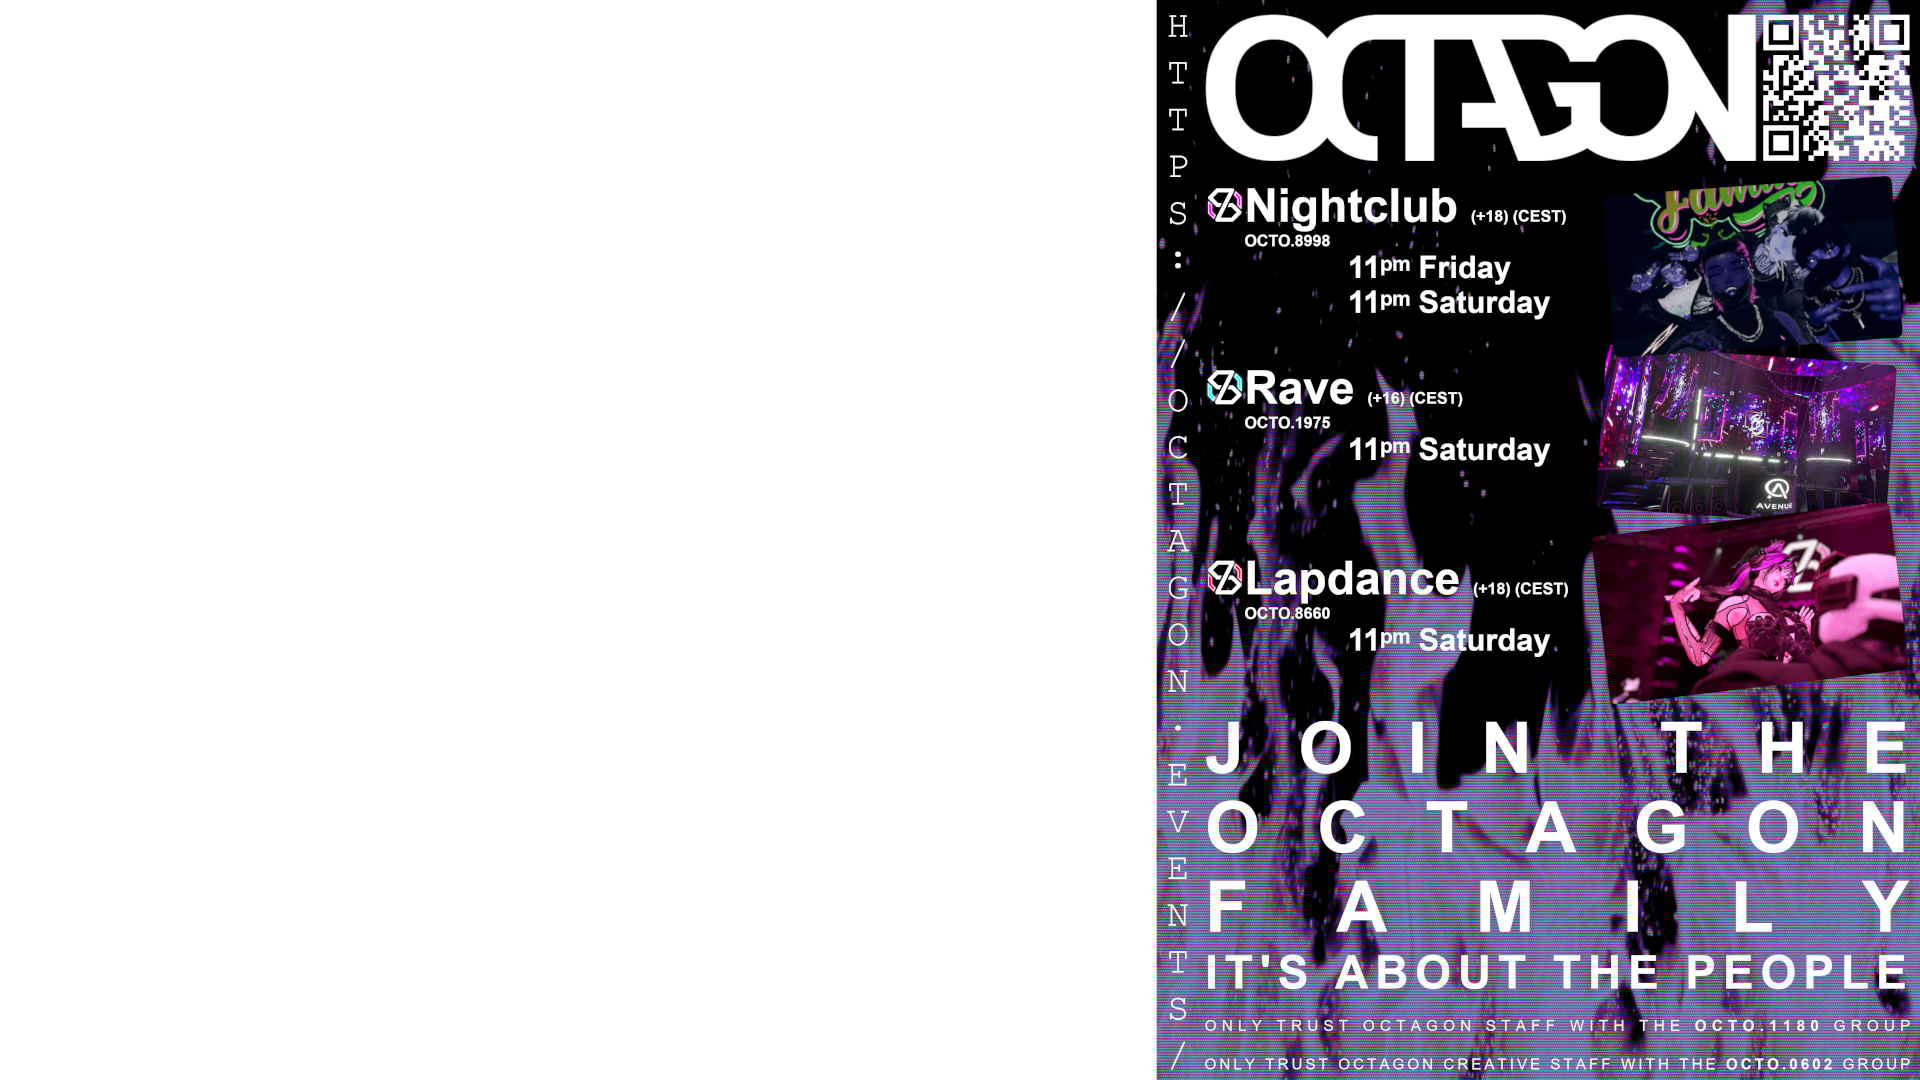 HTTPS://OCTAGON.EVENTS/
OCTAGON
Nightclub (+18) (CEST)
OCTO.8998
11pm Friday
11pm Saturday
Rave (+16) (CEST)
OCTO.1975
11pm Saturday
AVENUE
Lapdance (+18) (CEST)
OCTO.8660
11pm Saturday
JOIN THE
OCTAGON
FAMILY
IT'S ABOUT THE PEOPLE
ONLY TRUST OCTAGON STAFF WITH THE OCTO.1180 GROUP
ONLY TRUST OCTAGON CREATIVE STAFF WITH THE OCTO.0602 GROUP